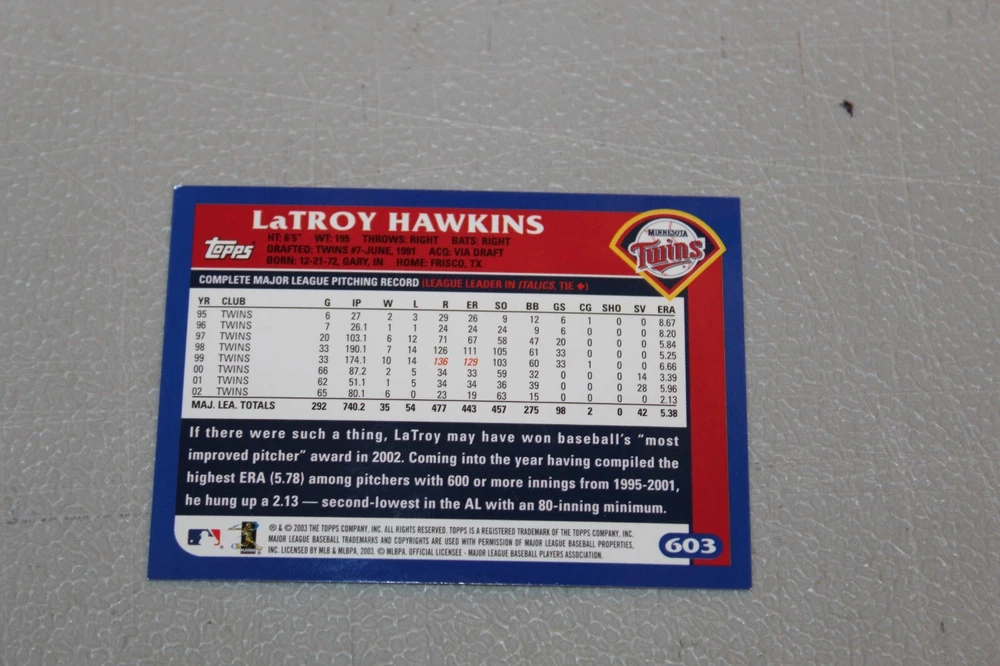 LaTROY HAWKINS
Topps
HT: 6'5" WT: 195 THROWS: RIGHT BATS: RIGHT
DRAFTED: TWINS #7-JUNE, 1991 ACQ: VIA DRAFT
BORN: 12-21-72, GARY, IN HOME: FRISCO, TX
MINNESOTA
Twins
COMPLETE MAJOR LEAGUE PITCHING RECORD (LEAGUE LEADER IN ITALICS, TIE ◆)
YR CLUB G IP W L R ER SO BB GS CG SHO SV ERA
95 TWINS 6 27 2 3 29 26 9 12 6 1 0 0 8.67
96 TWINS 7 26.1 1 1 24 24 24 9 6 0 0 0 8.20
97 TWINS 20 103.1 6 12 71 67 58 47 20 0 0 0 5.84
98 TWINS 33 190.1 7 14 126 111 105 61 33 0 0 0 5.25
99 TWINS 33 174.1 10 14 136 129 103 60 33 1 0 0 6.66
00 TWINS 66 87.2 2 5 34 33 59 32 0 0 0 14 3.39
01 TWINS 62 51.1 1 5 34 34 36 39 0 0 0 28 5.96
02 TWINS 65 80.1 6 0 23 19 63 15 0 0 0 0 2.13
MAJ. LEA. TOTALS 292 740.2 35 54 477 443 457 275 98 2 0 42 5.38
If there were such a thing, LaTroy may have won baseball's "most
improved pitcher" award in 2002. Coming into the year having compiled the
highest ERA (5.78) among pitchers with 600 or more innings from 1995-2001,
he hung up a 2.13 — second-lowest in the AL with an 80-inning minimum.
® & © 2003 THE TOPPS COMPANY, INC. ALL RIGHTS RESERVED. TOPPS IS A REGISTERED TRADEMARK OF THE TOPPS COMPANY, INC.
MAJOR LEAGUE BASEBALL TRADEMARKS AND COPYRIGHTS ARE USED WITH PERMISSION OF MAJOR LEAGUE BASEBALL PROPERTIES,
INC. LICENSED BY MLB & MLBPA, 2003. © MLBPA. OFFICIAL LICENSEE - MAJOR LEAGUE BASEBALL PLAYERS ASSOCIATION.
603